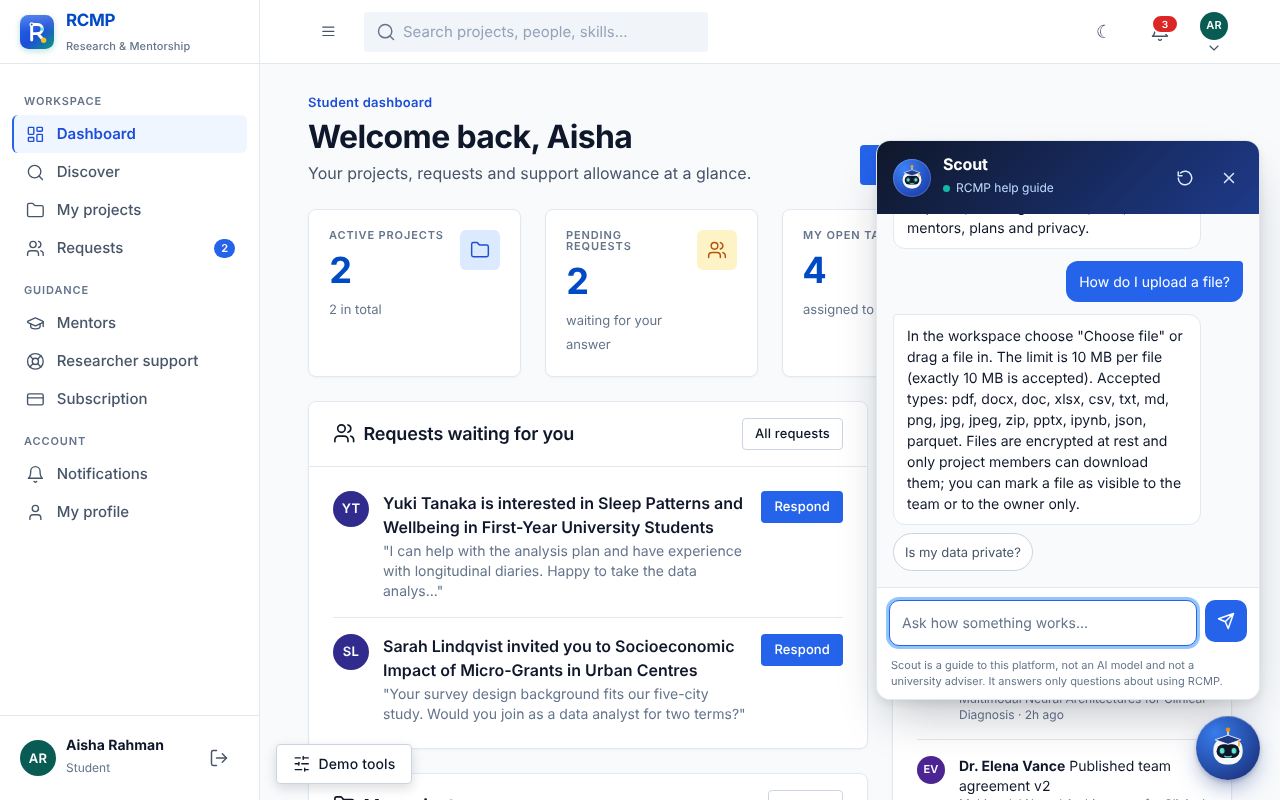 RCMP
Research & Mentorship
WORKSPACE
Dashboard
Discover
My projects
Requests
2
GUIDANCE
Mentors
Researcher support
Subscription
ACCOUNT
Notifications
My profile
AR
Aisha Rahman
Student
Search projects, people, skills...
3
AR
Student dashboard
Welcome back, Aisha
Your projects, requests and support allowance at a glance.
ACTIVE PROJECTS
2
2 in total
PENDING
REQUESTS
2
waiting for your
answer
MY OPEN
4
assigned to
Requests waiting for you
All requests
YT
Yuki Tanaka is interested in Sleep Patterns and
Wellbeing in First-Year University Students
"I can help with the analysis plan and have experience
with longitudinal diaries. Happy to take the data
analys..."
Respond
SL
Sarah Lindqvist invited you to Socioeconomic
Impact of Micro-Grants in Urban Centres
"Your survey design background fits our five-city
study. Would you join as a data analyst for two terms?"
Respond
Demo tools
Scout
RCMP help guide
mentors, plans and privacy.
How do I upload a file?
In the workspace choose "Choose file" or
drag a file in. The limit is 10 MB per file
(exactly 10 MB is accepted). Accepted
types: pdf, docx, doc, xlsx, csv, txt, md,
png, jpg, jpeg, zip, pptx, ipynb, json,
parquet. Files are encrypted at rest and
only project members can download
them; you can mark a file as visible to the
team or to the owner only.
Is my data private?
Ask how something works...
Scout is a guide to this platform, not an AI model and not a
university adviser. It answers only questions about using RCMP.
Multimodal Neural Architectures for Clinical
Diagnosis · 2h ago
EV
Dr. Elena Vance Published team
agreement v2